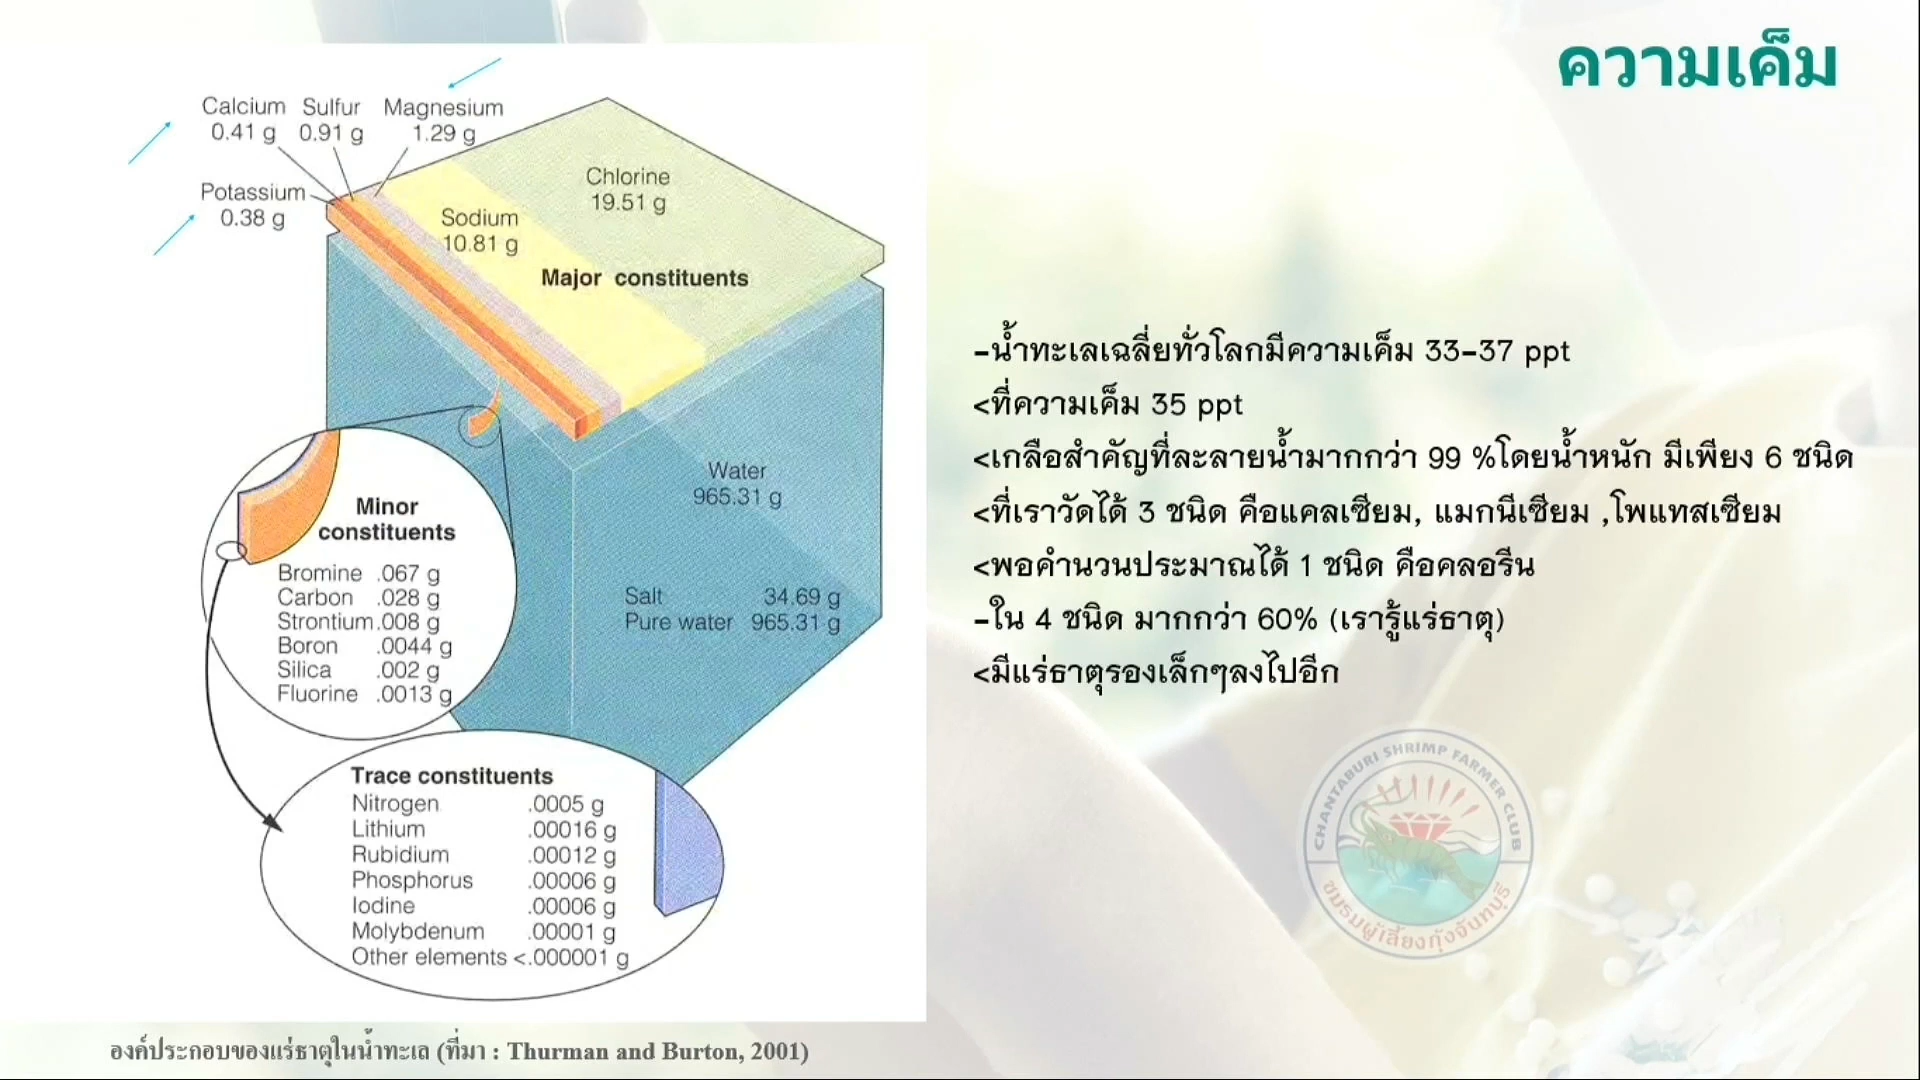 ความเค็ม
Calcium Sulfur Magnesium
0.41 g 0.91 g 1.29 g
Potassium
0.38 g
Chlorine
19.51 g
Sodium
10.81 g
Major constituents
Water
965.31 g
Salt 34.69 g
Pure water 965.31 g
Minor
constituents
Bromine .067 g
Carbon .028 g
Strontium .008 g
Boron .0044 g
Silica .002 g
Fluorine .0013 g
Trace constituents
Nitrogen .0005 g
Lithium .00016 g
Rubidium .00012 g
Phosphorus .00006 g
Iodine .00006 g
Molybdenum .00001 g
Other elements <.000001 g
องค์ประกอบของแร่ธาตุในน้ำทะเล (ที่มา : Thurman and Burton, 2001)
-น้ำทะเลเฉลี่ยทั่วโลกมีความเค็ม 33-37 ppt
<ที่ความเค็ม 35 ppt
<เกลือสำคัญที่ละลายน้ำมากกว่า 99 %โดยน้ำหนัก มีเพียง 6 ชนิด
<ที่เราวัดได้ 3 ชนิด คือแคลเซียม, แมกนีเซียม ,โพแทสเซียม
<พอคำนวนประมาณได้ 1 ชนิด คือคลอรีน
-ใน 4 ชนิด มากกว่า 60% (เรารู้แร่ธาตุ)
<มีแร่ธาตุรองเล็กๆลงไปอีก
CHANTABURI SHRIMP FARMER CLUB
ชมรมผู้เลี้ยงกุ้งจันทบุรี